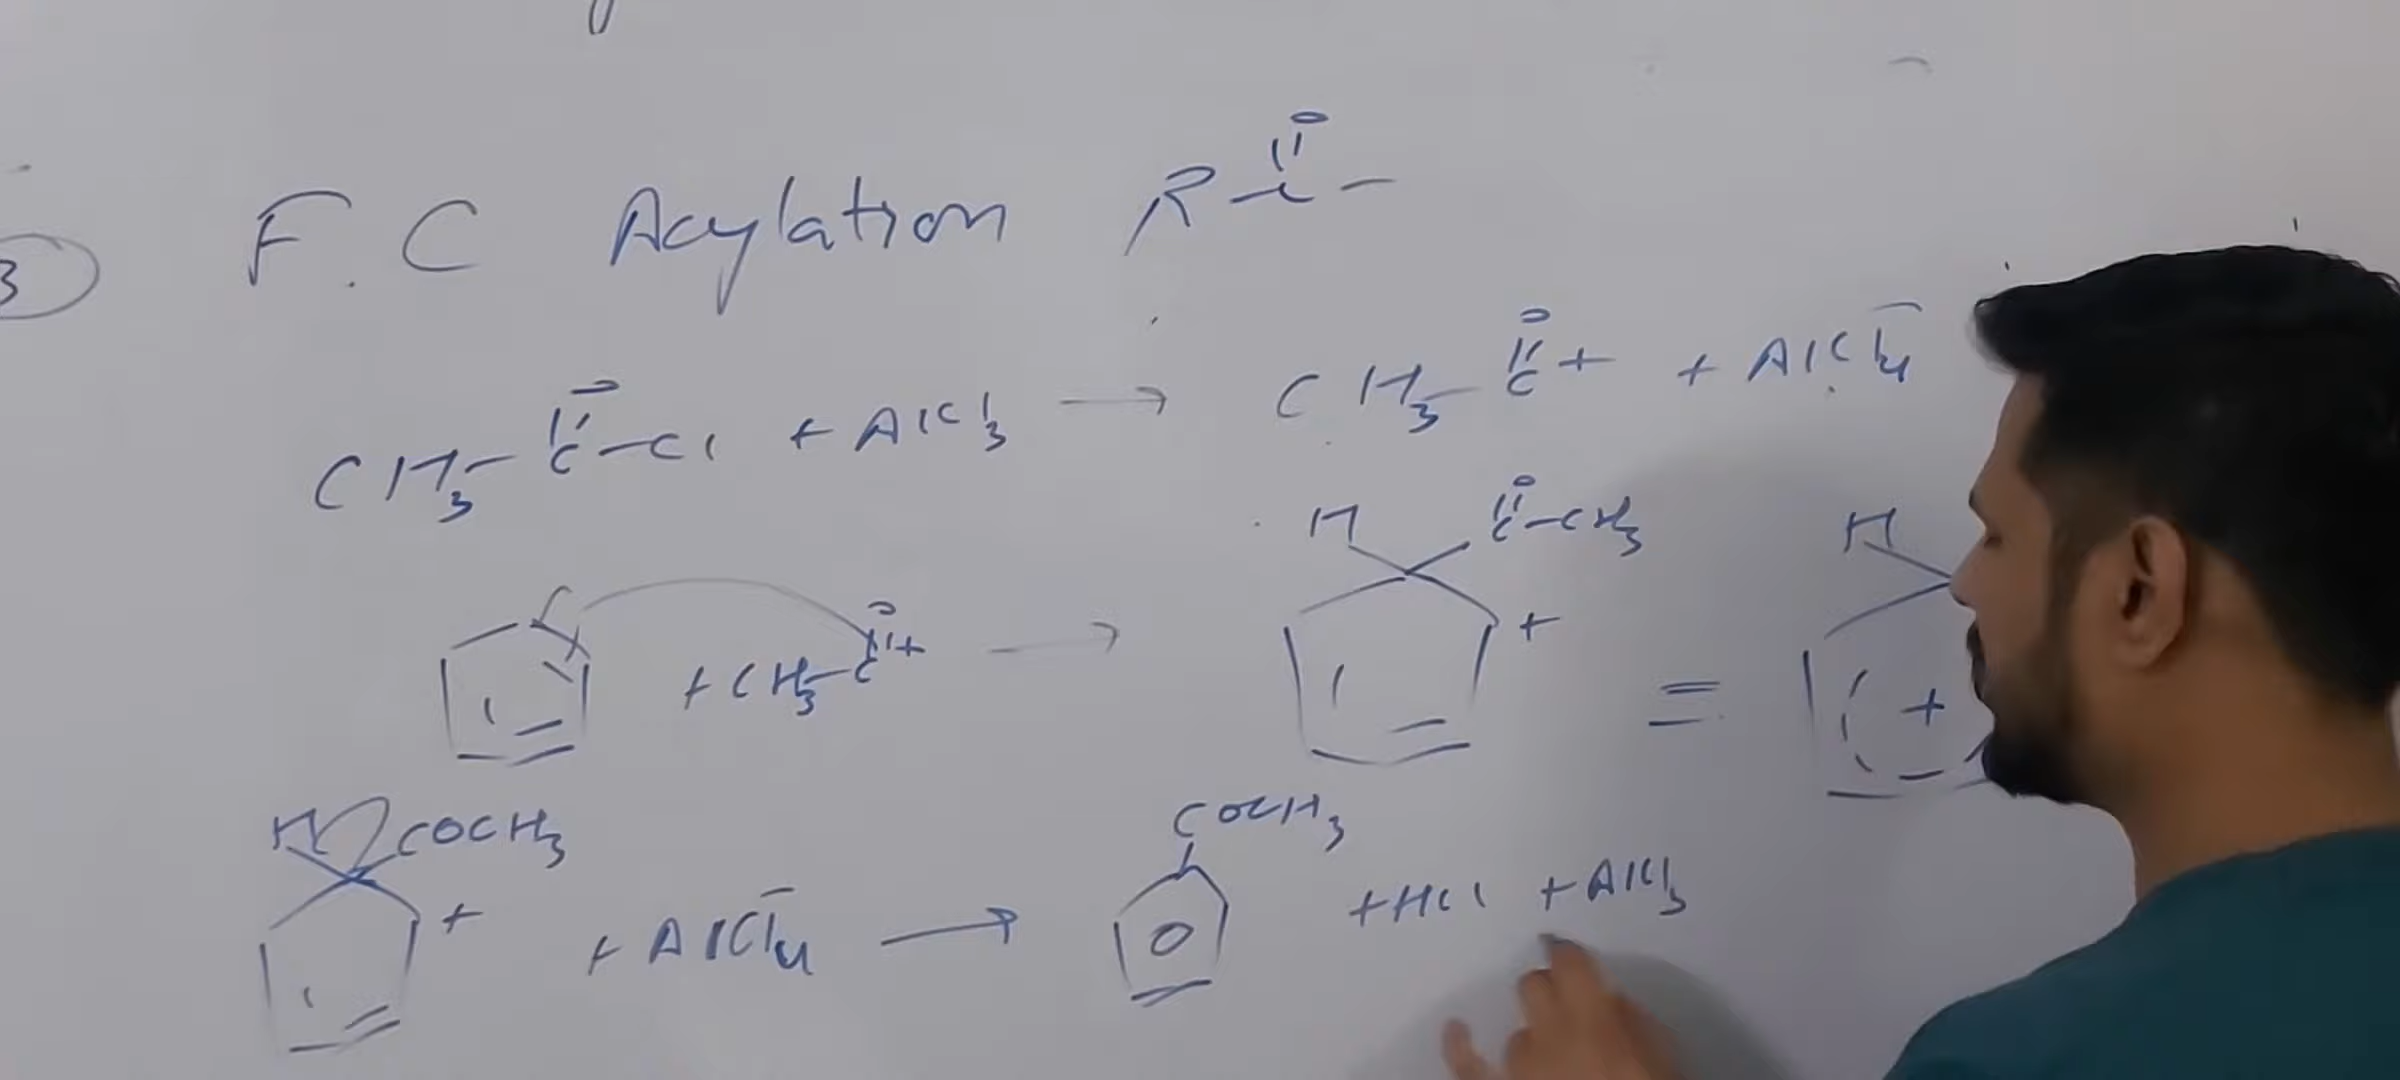 3 F. C Acylation R-C(=O)-
CH3-C(=O)-Cl + AlCl3 → CH3-C(=O)+ + AlCl4-
H C(=O)-CH3 H
+ CH3-C(=O)+ → + = +
H COCH3 + + AlCl4- → COCH3 + HCl + AlCl3